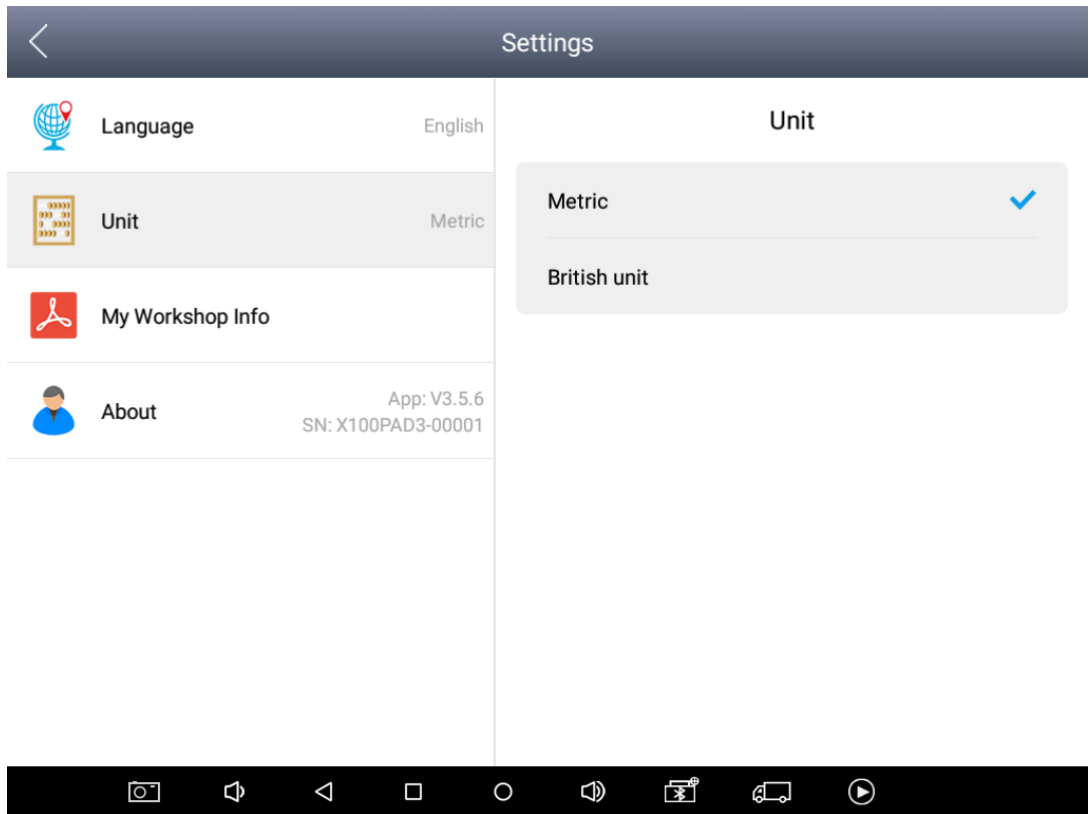 Settings
Language English
Unit Metric
My Workshop Info
About App: V3.5.6
SN: X100PAD3-00001
Unit
Metric
British unit